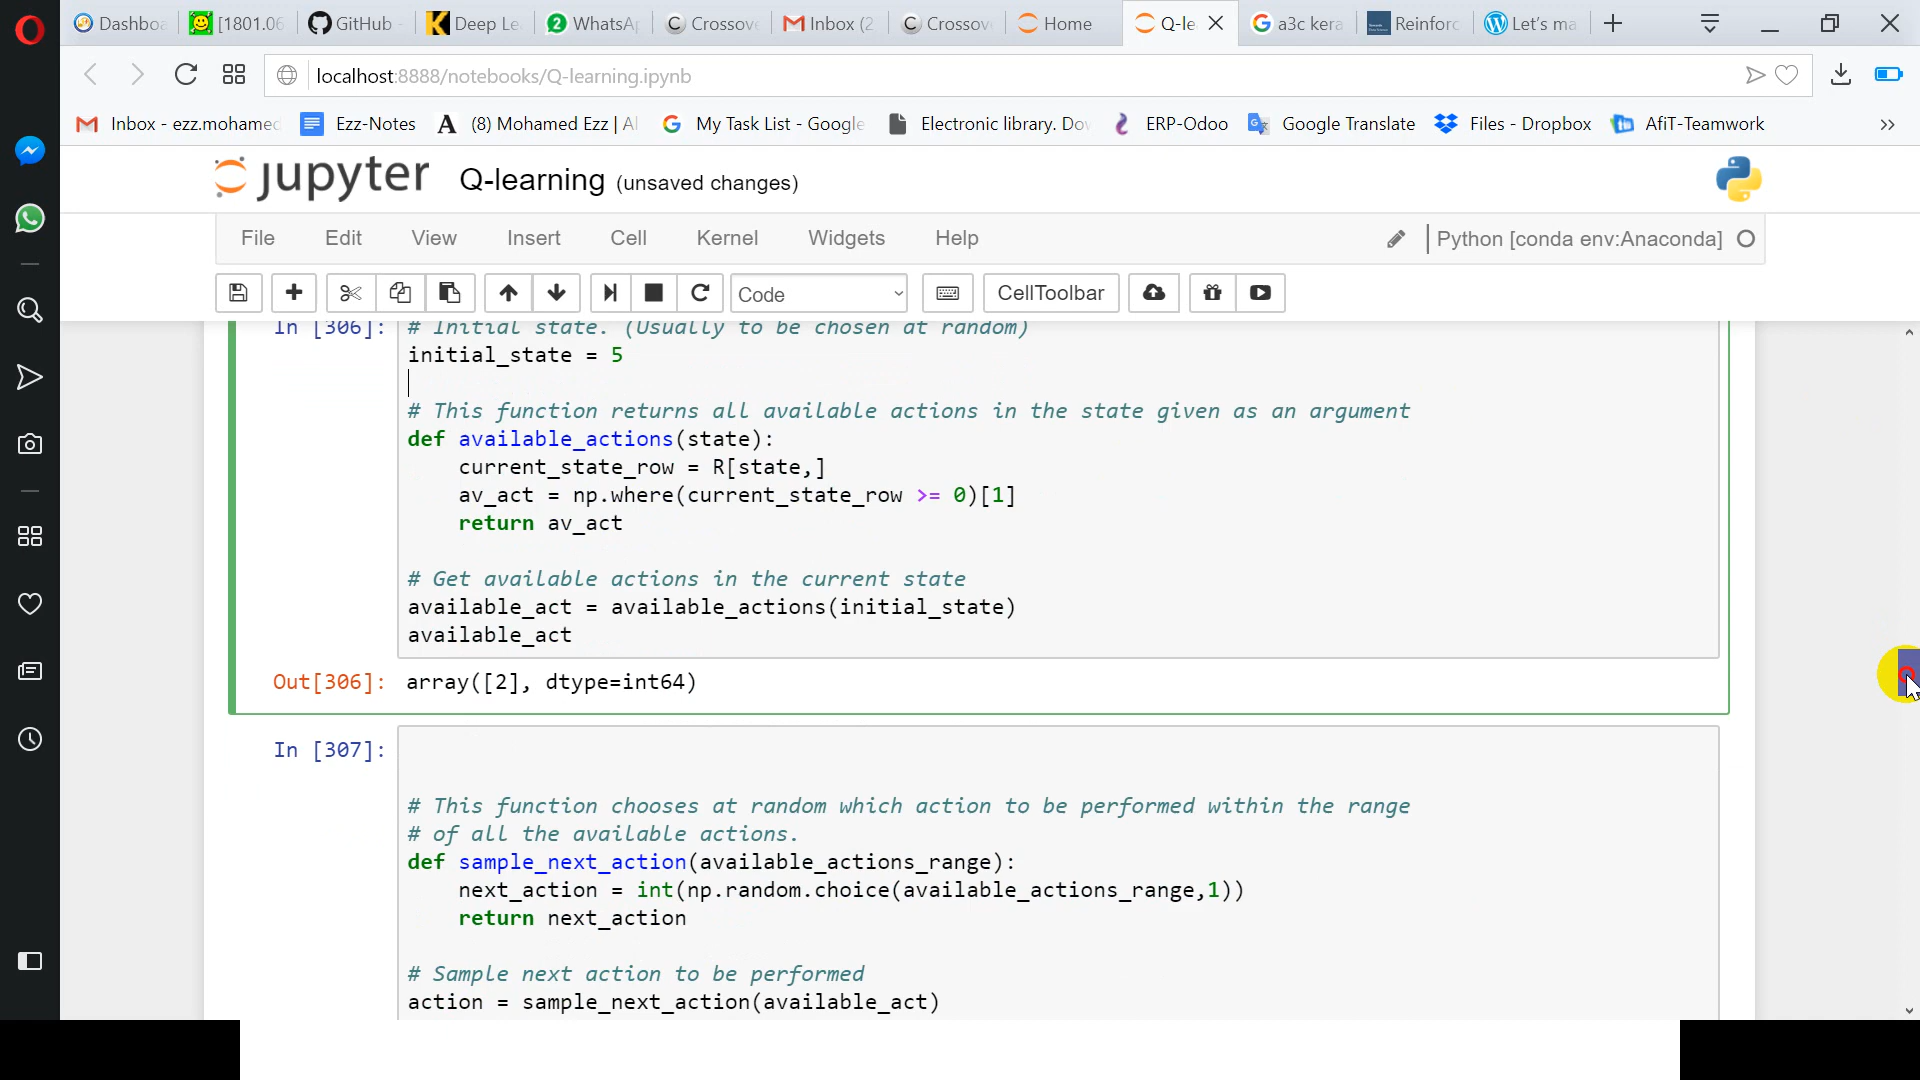 Dashboa
[1801.06
GitHub -
Deep Le
WhatsA
Crossov
Inbox (2
Crossov
Home
Q-le
a3c kera
Reinforc
Let's ma
localhost:8888/notebooks/Q-learning.ipynb
Inbox - ezz.mohamed
Ezz-Notes
(8) Mohamed Ezz | Al
My Task List - Google
Electronic library. Dow
ERP-Odoo
Google Translate
Files - Dropbox
AfiT-Teamwork
jupyter Q-learning (unsaved changes)
File Edit View Insert Cell Kernel Widgets Help
Python [conda env:Anaconda]
Code
CellToolbar
In [306]: # Initial state. (Usually to be chosen at random)
initial_state = 5
# This function returns all available actions in the state given as an argument
def available_actions(state):
current_state_row = R[state,]
av_act = np.where(current_state_row >= 0)[1]
return av_act
# Get available actions in the current state
available_act = available_actions(initial_state)
available_act
Out[306]: array([2], dtype=int64)
In [307]:
# This function chooses at random which action to be performed within the range
# of all the available actions.
def sample_next_action(available_actions_range):
next_action = int(np.random.choice(available_actions_range,1))
return next_action
# Sample next action to be performed
action = sample_next_action(available_act)